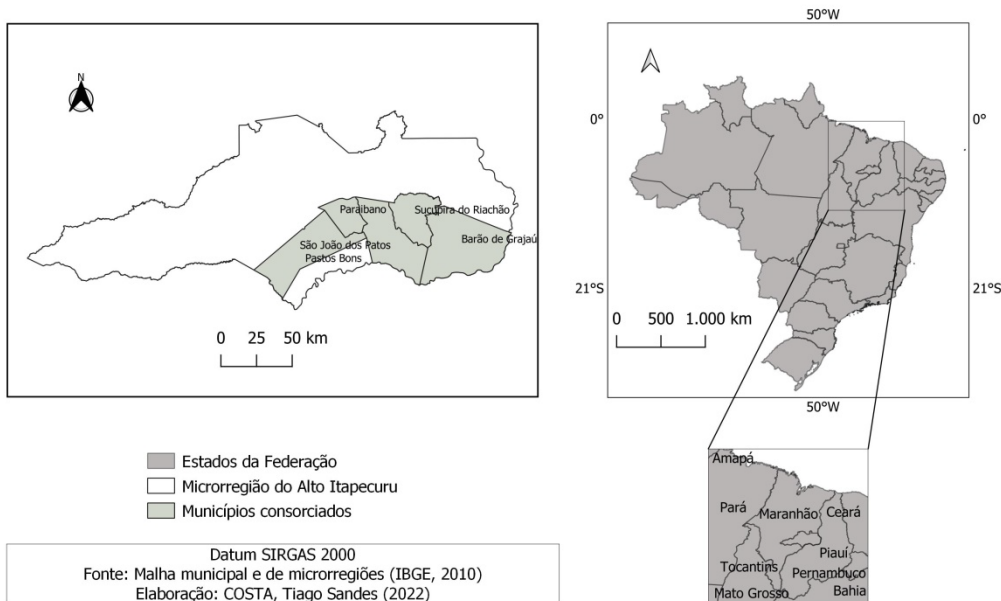 N
Paraibano
Sucupira do Riachão
Barão de Grajaú
São João dos Patos
Pastos Bons
0 25 50 km
50°W
0°
0°
21°S
21°S
0 500 1.000 km
50°W
Estados da Federação
Microrregião do Alto Itapecuru
Municípios consorciados
Datum SIRGAS 2000
Fonte: Malha municipal e de microrregiões (IBGE, 2010)
Elaboração: COSTA, Tiago Sandes (2022)
Amapá
Pará
Maranhão
Ceará
Piauí
Tocantins
Pernambuco
Mato Grosso
Bahia